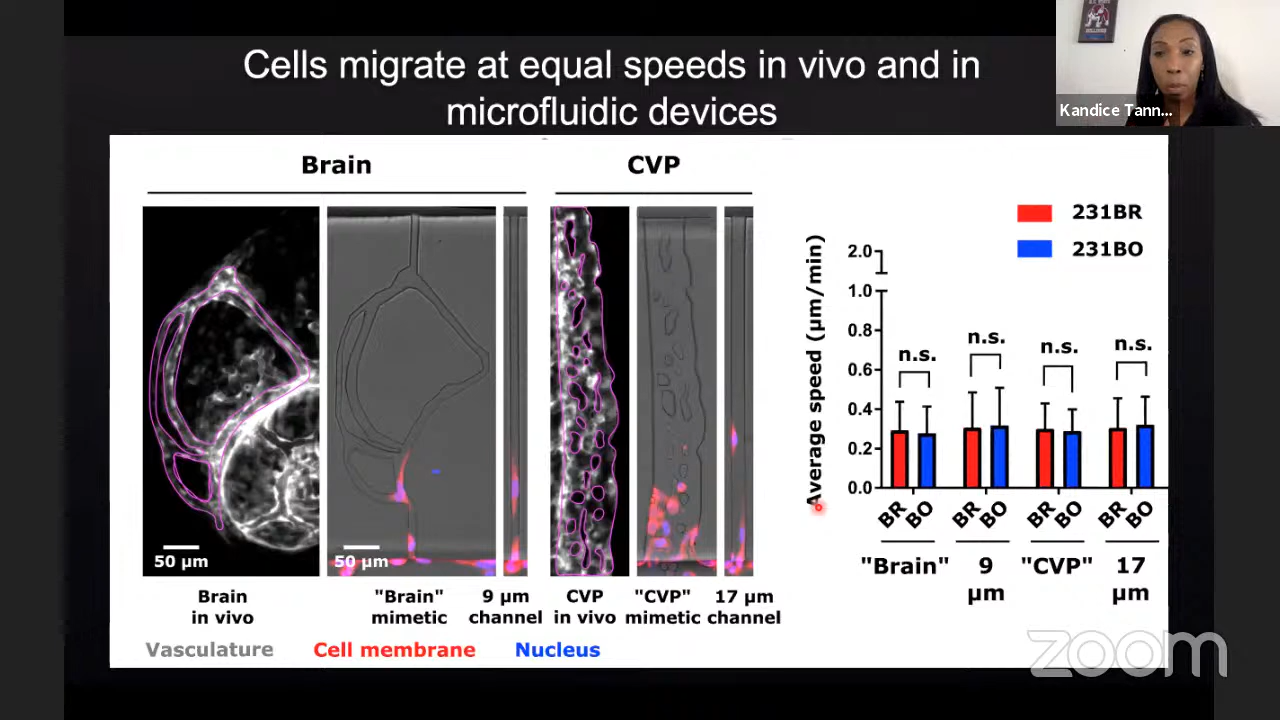 Cells migrate at equal speeds in vivo and in
microfluidic devices
Kandice Tann...
Brain
CVP
50 μm
50 μm
Brain
in vivo
"Brain"
mimetic
9 μm
channel
CVP
in vivo
"CVP"
mimetic
17 μm
channel
Vasculature
Cell membrane
Nucleus
231BR
231BO
Average speed (μm/min)
2.0
1.0
0.8
0.6
0.4
0.2
0.0
n.s.
n.s.
n.s.
n.s.
BR
BO
BR
BO
BR
BO
BR
BO
"Brain"
9
μm
"CVP"
17
μm
zoom